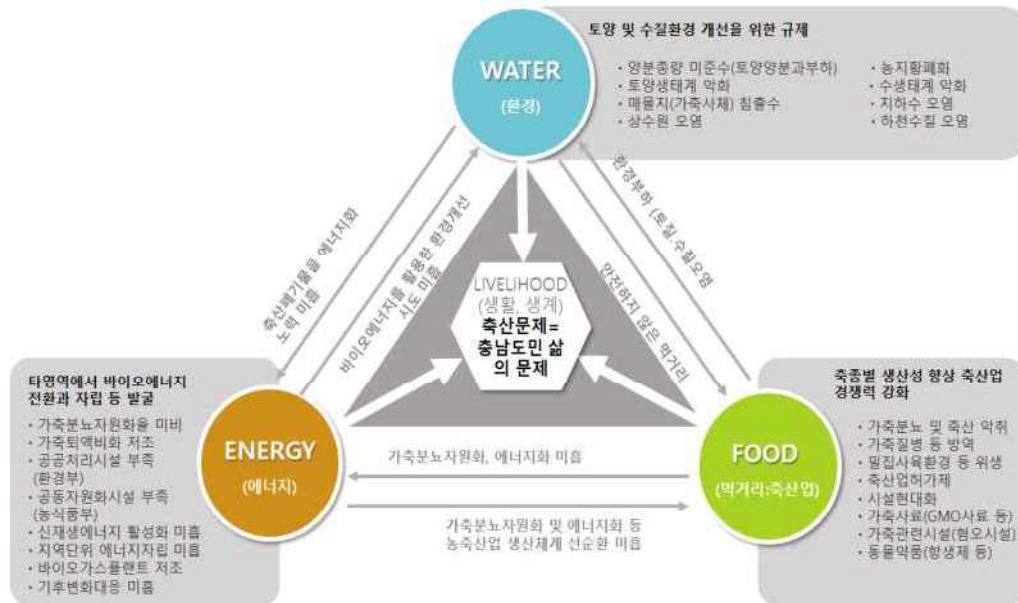 토양 및 수질환경 개선을 위한 규제
WATER
(환경)
• 양분총량 미준수(토양양분과부하)
• 토양생태계 악화
• 매몰지(가축사체) 침출수
• 상수원 오염
• 농지황폐화
• 수생태계 악화
• 지하수 오염
• 하천수질 오염
축산폐기물을 에너지화
노력 미흡
바이오에너지를 활용한 환경개선
시도 미흡
환경부하 (토질·수질오염)
안전하지 않은 먹거리
LIVELIHOOD
(생활, 생계)
축산문제=
충남도민 삶
의 문제
타영역에서 바이오에너지
전환과 자립 등 발굴
• 가축분뇨자원화율 미비
• 가축퇴액비화 저조
• 공공처리시설 부족
(환경부)
• 공동자원화시설 부족
(농식품부)
• 신재생에너지 활성화 미흡
• 지역단위 에너지자립 미흡
• 바이오가스플랜트 저조
• 기후변화대응 미흡
ENERGY
(에너지)
가축분뇨자원화, 에너지화 미흡
가축분뇨자원화 및 에너지화 등
농축산업 생산체계 선순환 미흡
FOOD
(먹거리:축산업)
축종별 생산성 향상 축산업
경쟁력 강화
• 가축분뇨 및 축산 악취
• 가축질병 등 방역
• 밀집사육환경 등 위생
• 축산업허가제
• 시설현대화
• 가축사료(GMO사료 등)
• 가축관련시설(혐오시설)
• 동물약품(항생제 등)